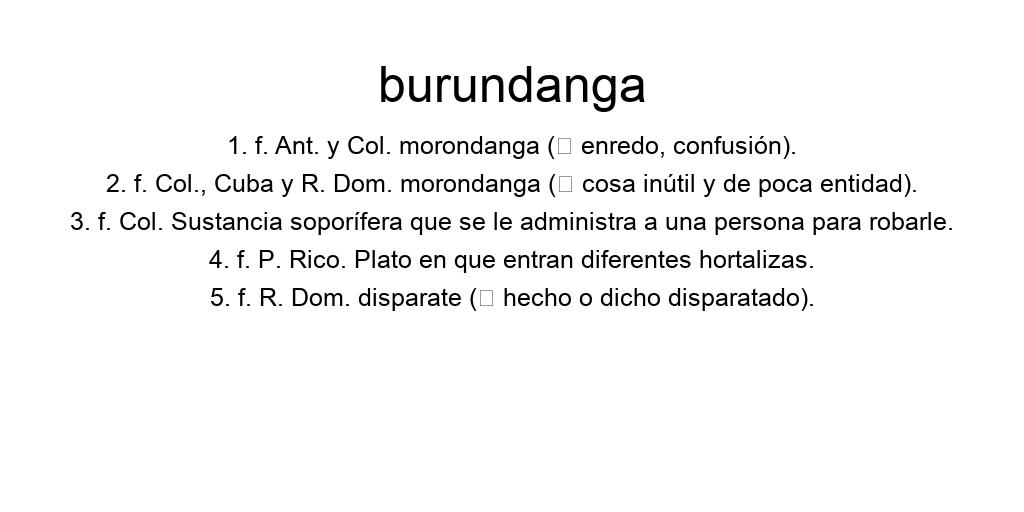 burundanga
1. f. Ant. y Col. morondanga (□ enredo, confusión).
2. f. Col., Cuba y R. Dom. morondanga (□ cosa inútil y de poca entidad).
3. f. Col. Sustancia soporífera que se le administra a una persona para robarle.
4. f. P. Rico. Plato en que entran diferentes hortalizas.
5. f. R. Dom. disparate (□ hecho o dicho disparatado).